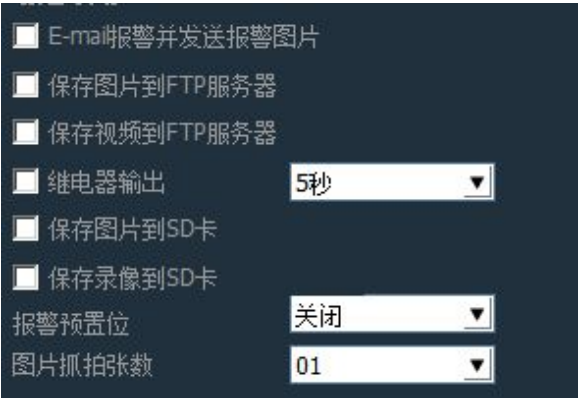 E-mail报警并发送报警图片
保存图片到FTP服务器
保存视频到FTP服务器
继电器输出 5秒
保存图片到SD卡
保存录像到SD卡
报警预置位 关闭
图片抓拍张数 01